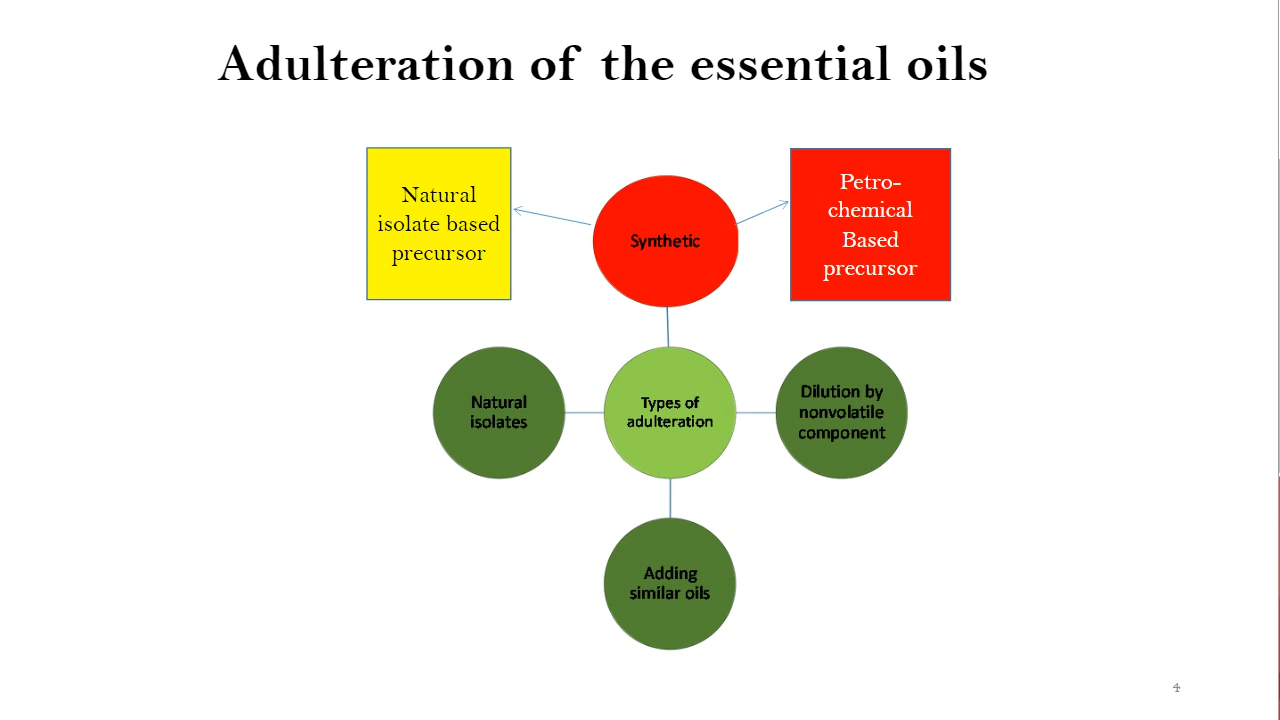 Adulteration of the essential oils
Natural
isolate based
precursor
Synthetic
Petro-
chemical
Based
precursor
Natural
isolates
Types of
adulteration
Dilution by
nonvolatile
component
Adding
similar oils
4